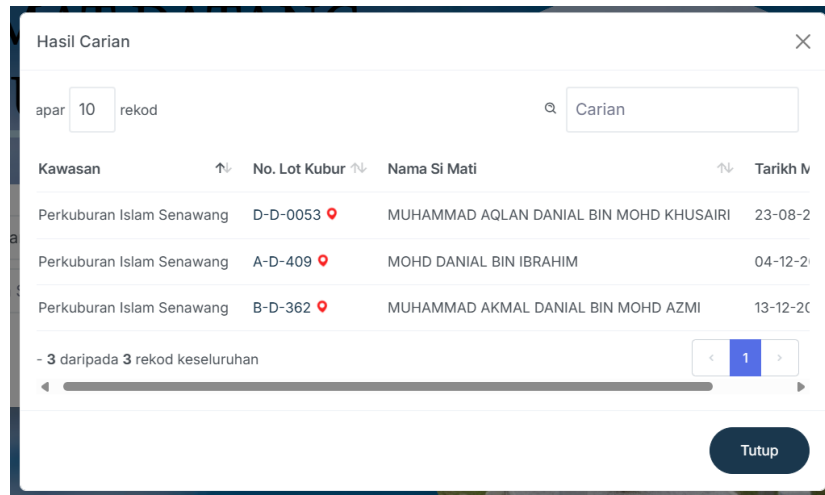 Hasil Carian
apar 10 rekod Carian
Kawasan No. Lot Kubur Nama Si Mati Tarikh M
Perkuburan Islam Senawang D-D-0053 MUHAMMAD AQLAN DANIAL BIN MOHD KHUSAIRI 23-08-2
Perkuburan Islam Senawang A-D-409 MOHD DANIAL BIN IBRAHIM 04-12-2
Perkuburan Islam Senawang B-D-362 MUHAMMAD AKMAL DANIAL BIN MOHD AZMI 13-12-20
- 3 daripada 3 rekod keseluruhan 1
Tutup